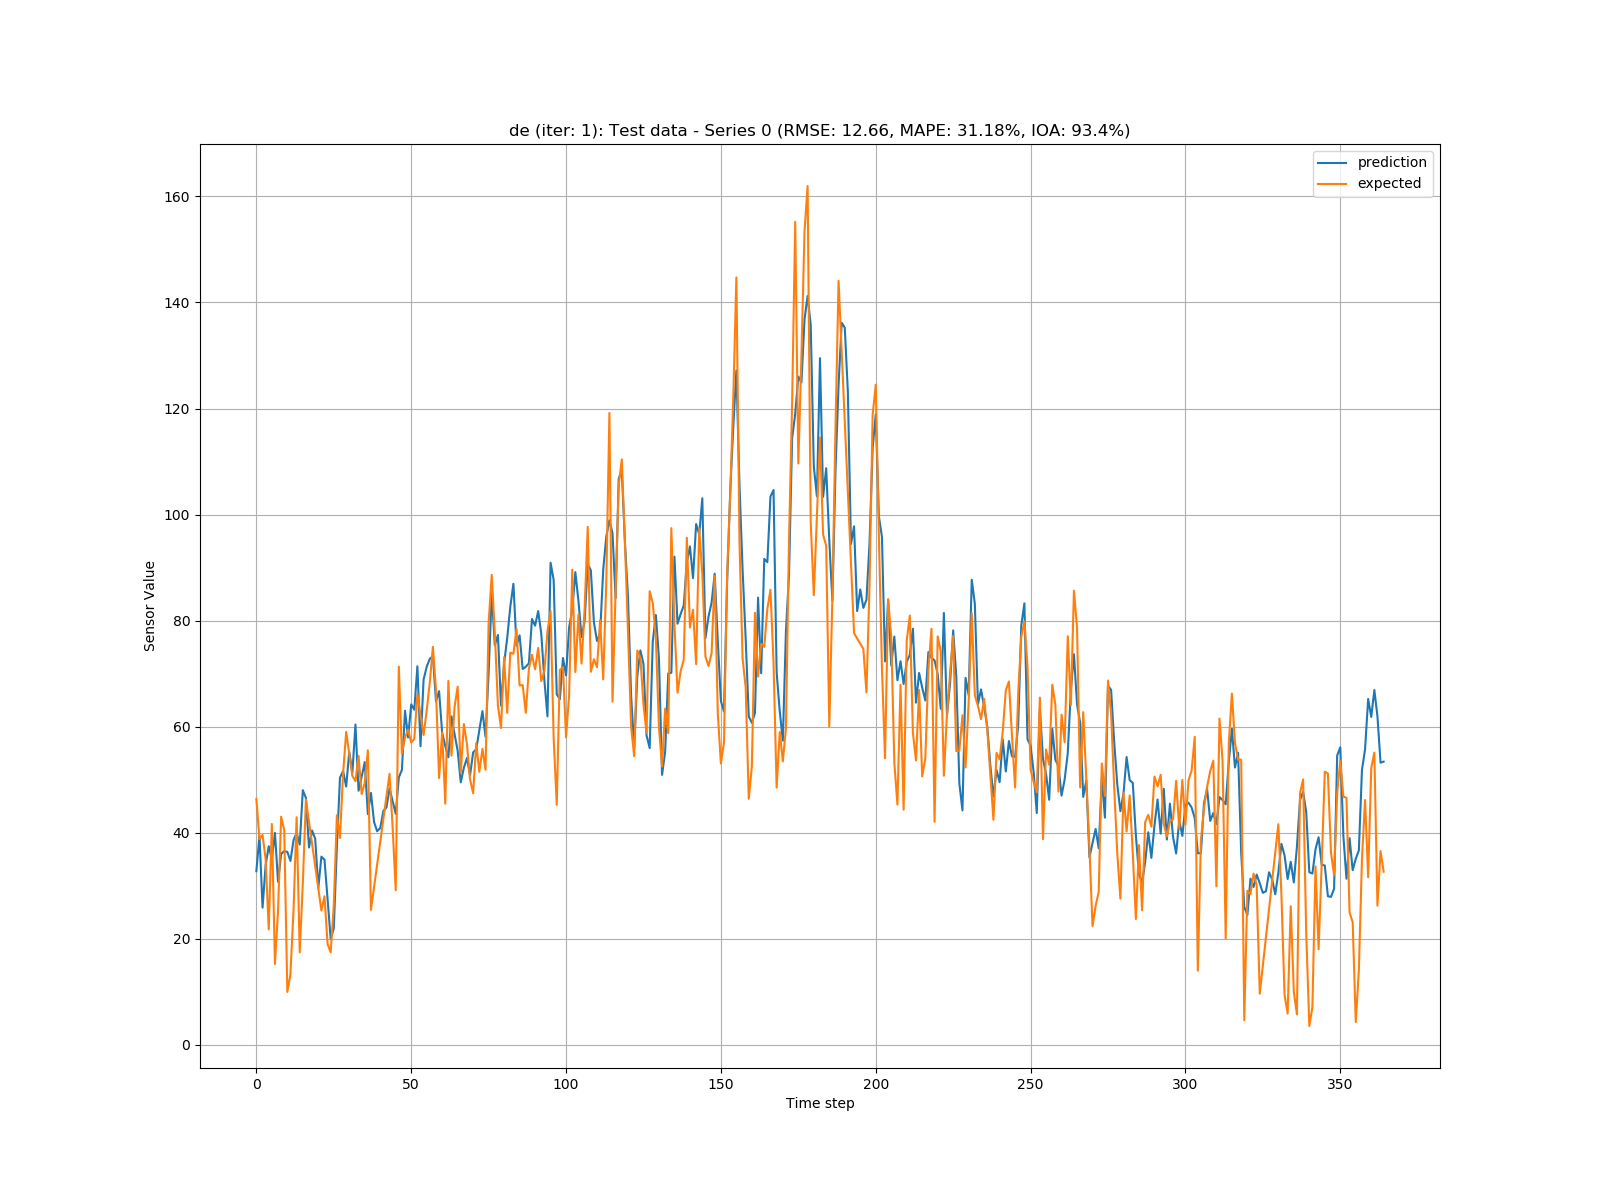 de (iter: 1): Test data - Series 0 (RMSE: 12.66, MAPE: 31.18%, IOA: 93.4%)
prediction
expected
160
140
120
100
80
60
40
20
0
Sensor Value
0 50 100 150 200 250 300 350
Time step